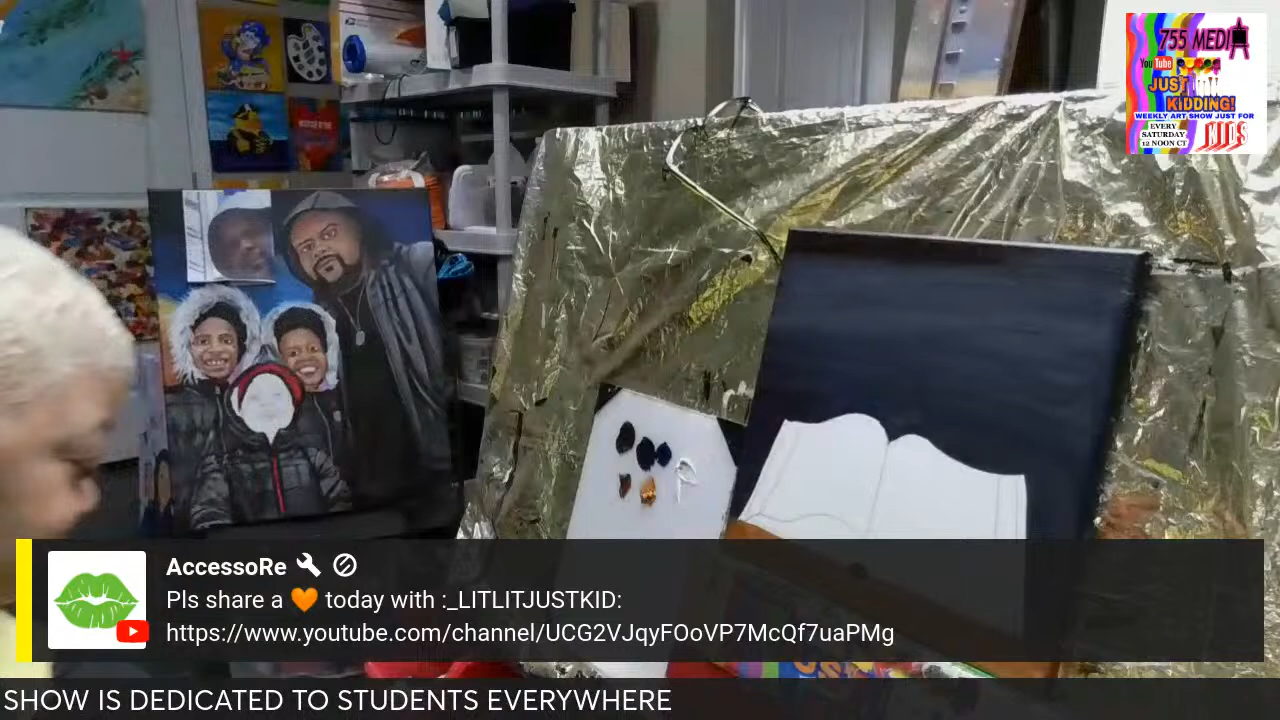 755 MEDIA
YouTube
JUST
KIDDING!
WEEKLY ART SHOW JUST FOR
EVERY
SATURDAY
12 NOON CT
KIDS
AccessoRe
Pls share a 🧡 today with :_LITLITJUSTKID:
https://www.youtube.com/channel/UCG2VJqyFOoVP7McQf7uaPMg
SHOW IS DEDICATED TO STUDENTS EVERYWHERE